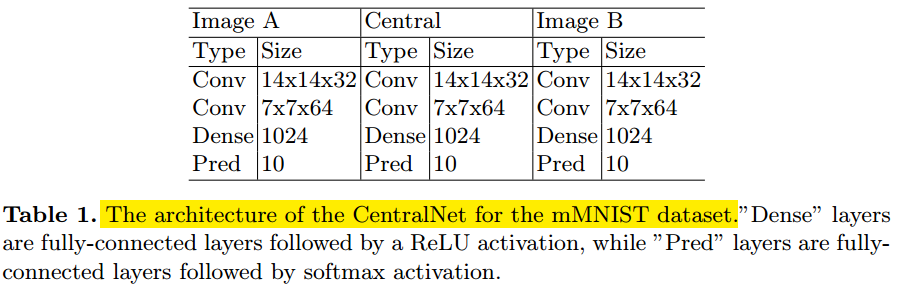 Image A Central Image B
Type Size Type Size Type Size
Conv 14x14x32 Conv 14x14x32 Conv 14x14x32
Conv 7x7x64 Conv 7x7x64 Conv 7x7x64
Dense 1024 Dense 1024 Dense 1024
Pred 10 Pred 10 Pred 10
Table 1. The architecture of the CentralNet for the mMNIST dataset.”Dense” layers
are fully-connected layers followed by a ReLU activation, while ”Pred” layers are fully-
connected layers followed by softmax activation.